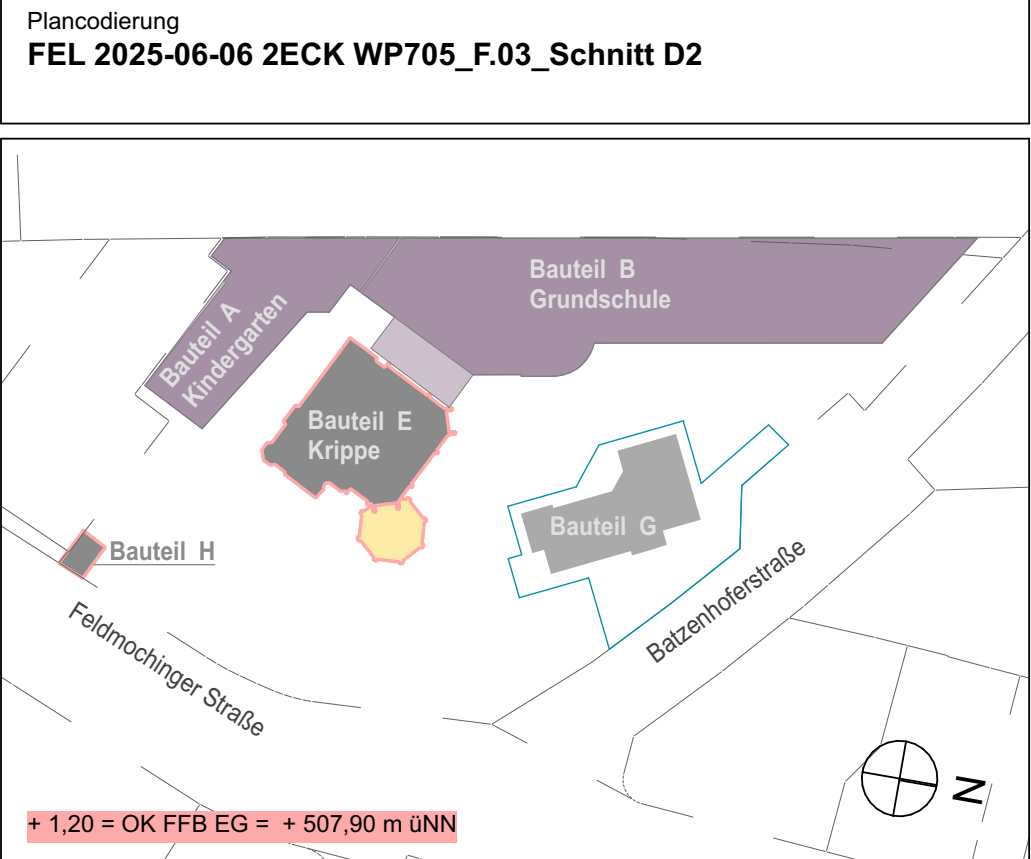 Plancodierung
FEL 2025-06-06 2ECK WP705_F.03_Schnitt D2
Bauteil B
Grundschule
Bauteil A
Kindergarten
Bauteil E
Krippe
Bauteil G
Bauteil H
Batzenhoferstraße
Feldmochinger Straße
N
+ 1,20 = OK FFB EG = + 507,90 m üNN